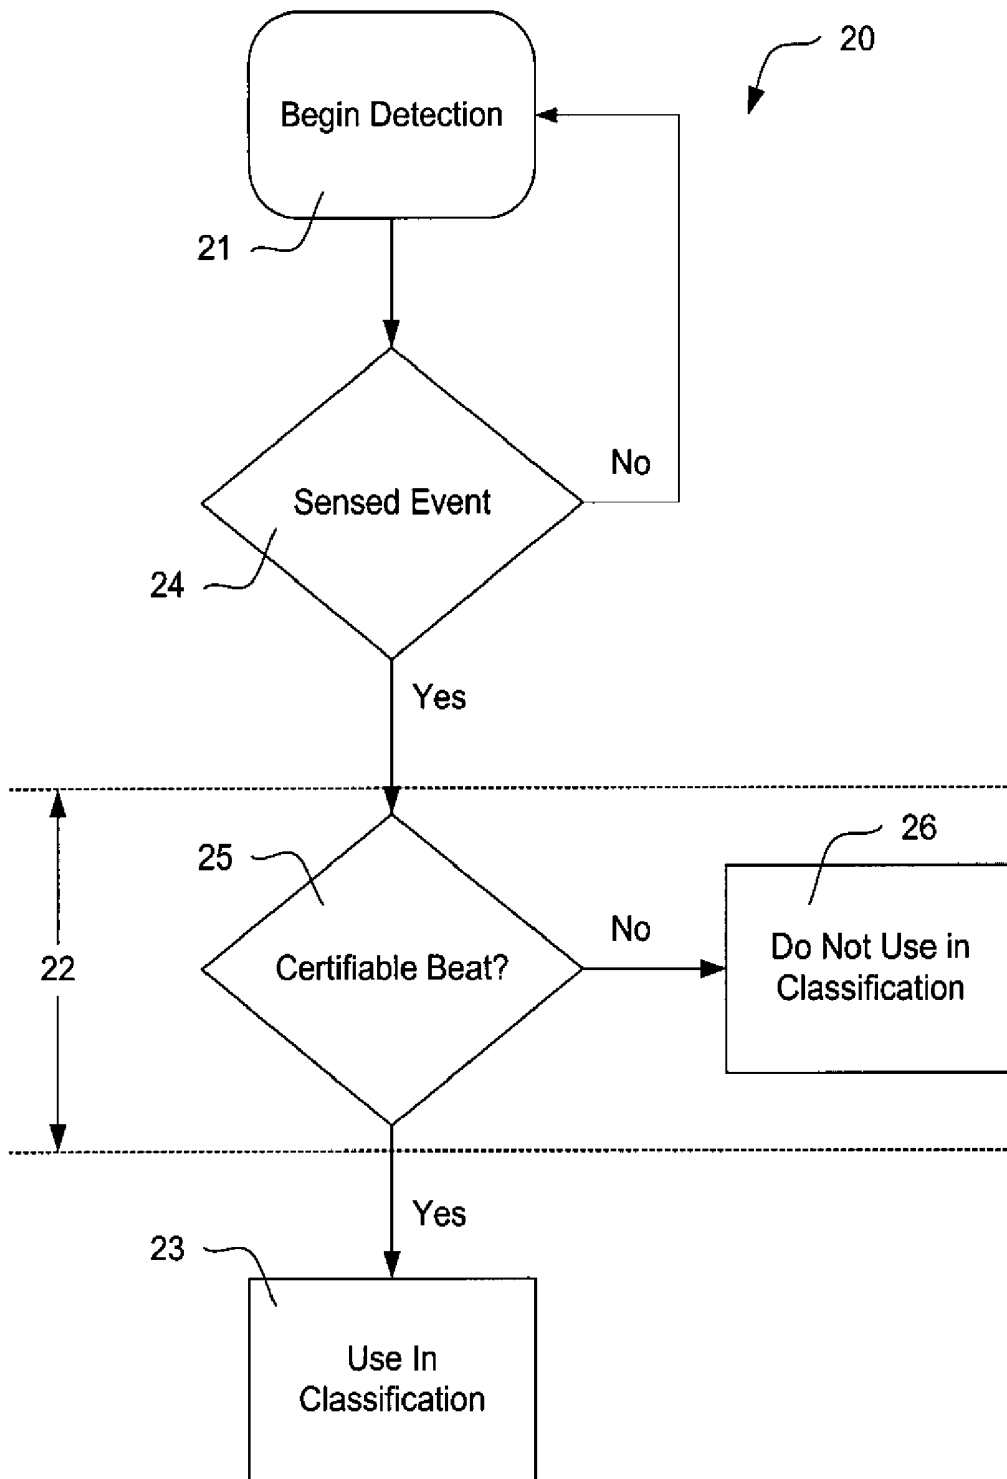 20
Begin Detection
21
No
Sensed Event
24
Yes
26
25
No
Do Not Use in
Classification
22
Certifiable Beat?
Yes
23
Use In
Classification